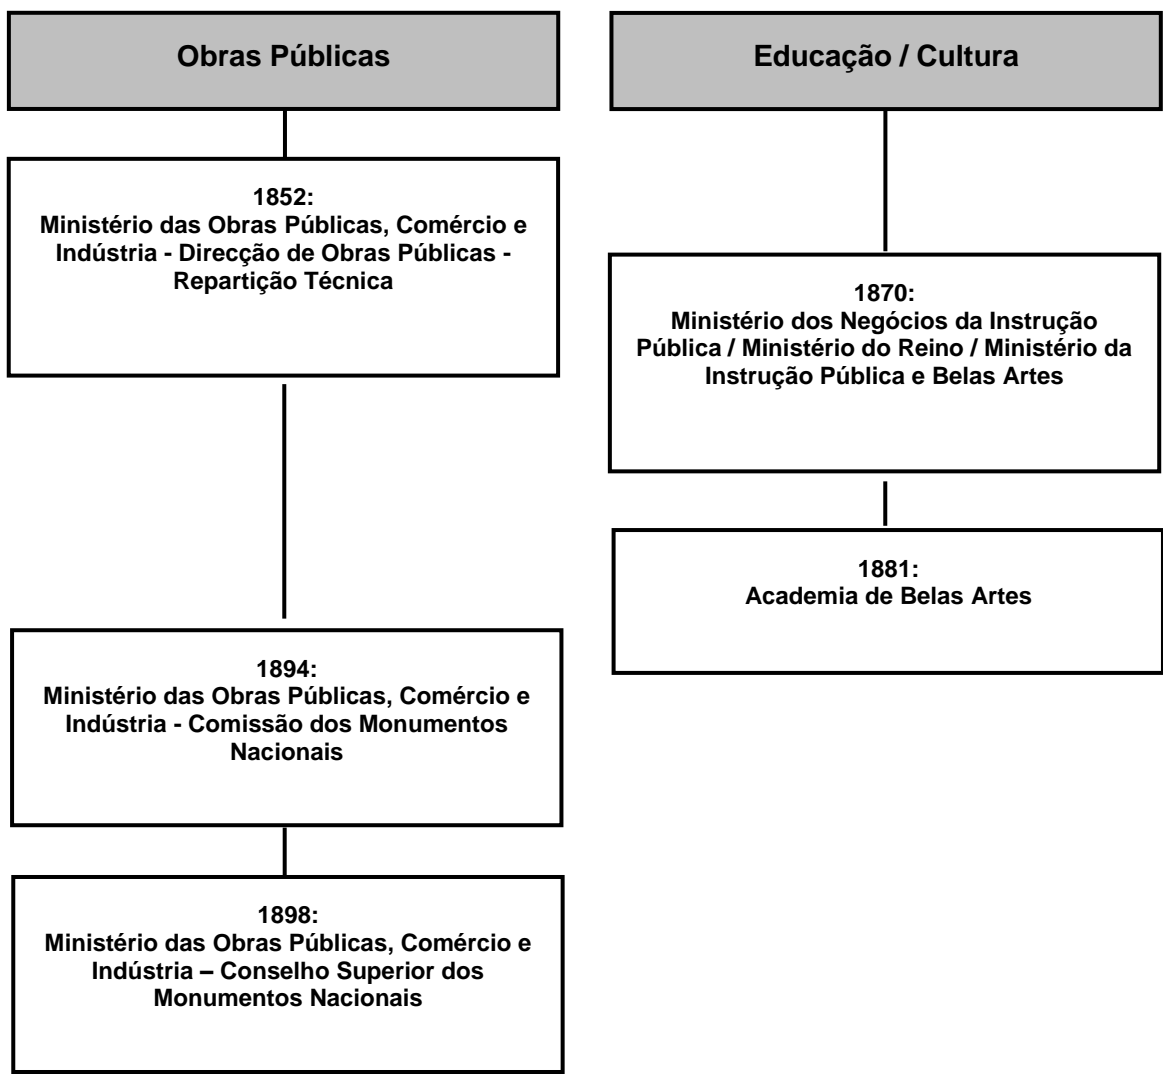 Obras Públicas
1852:
Ministério das Obras Públicas, Comércio e
Indústria - Direcção de Obras Públicas -
Repartição Técnica
1894:
Ministério das Obras Públicas, Comércio e
Indústria - Comissão dos Monumentos
Nacionais
1898:
Ministério das Obras Públicas, Comércio e
Indústria – Conselho Superior dos
Monumentos Nacionais
Educação / Cultura
1870:
Ministério dos Negócios da Instrução
Pública / Ministério do Reino / Ministério da
Instrução Pública e Belas Artes
1881:
Academia de Belas Artes